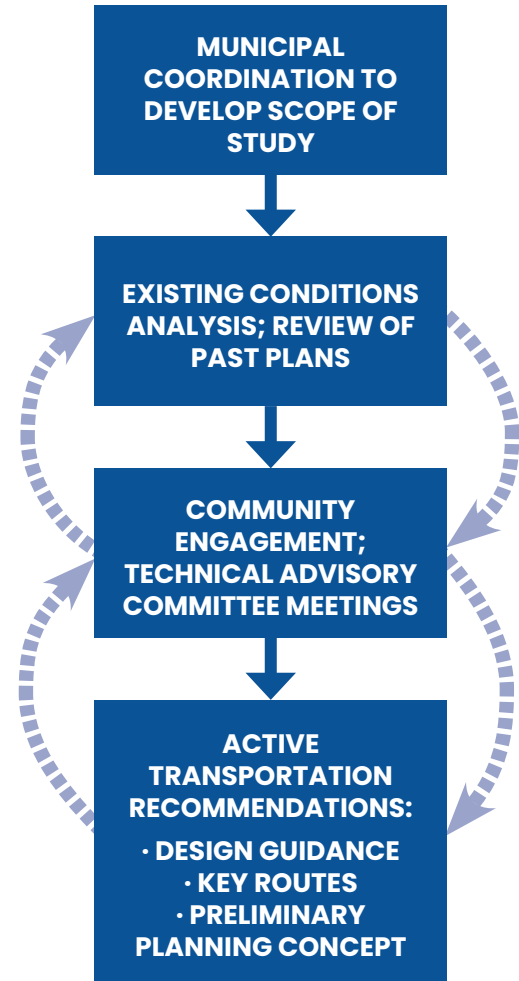 MUNICIPAL
COORDINATION TO
DEVELOP SCOPE OF
STUDY
EXISTING CONDITIONS
ANALYSIS; REVIEW OF
PAST PLANS
COMMUNITY
ENGAGEMENT;
TECHNICAL ADVISORY
COMMITTEE MEETINGS
ACTIVE
TRANSPORTATION
RECOMMENDATIONS:
· DESIGN GUIDANCE
· KEY ROUTES
· PRELIMINARY
PLANNING CONCEPT